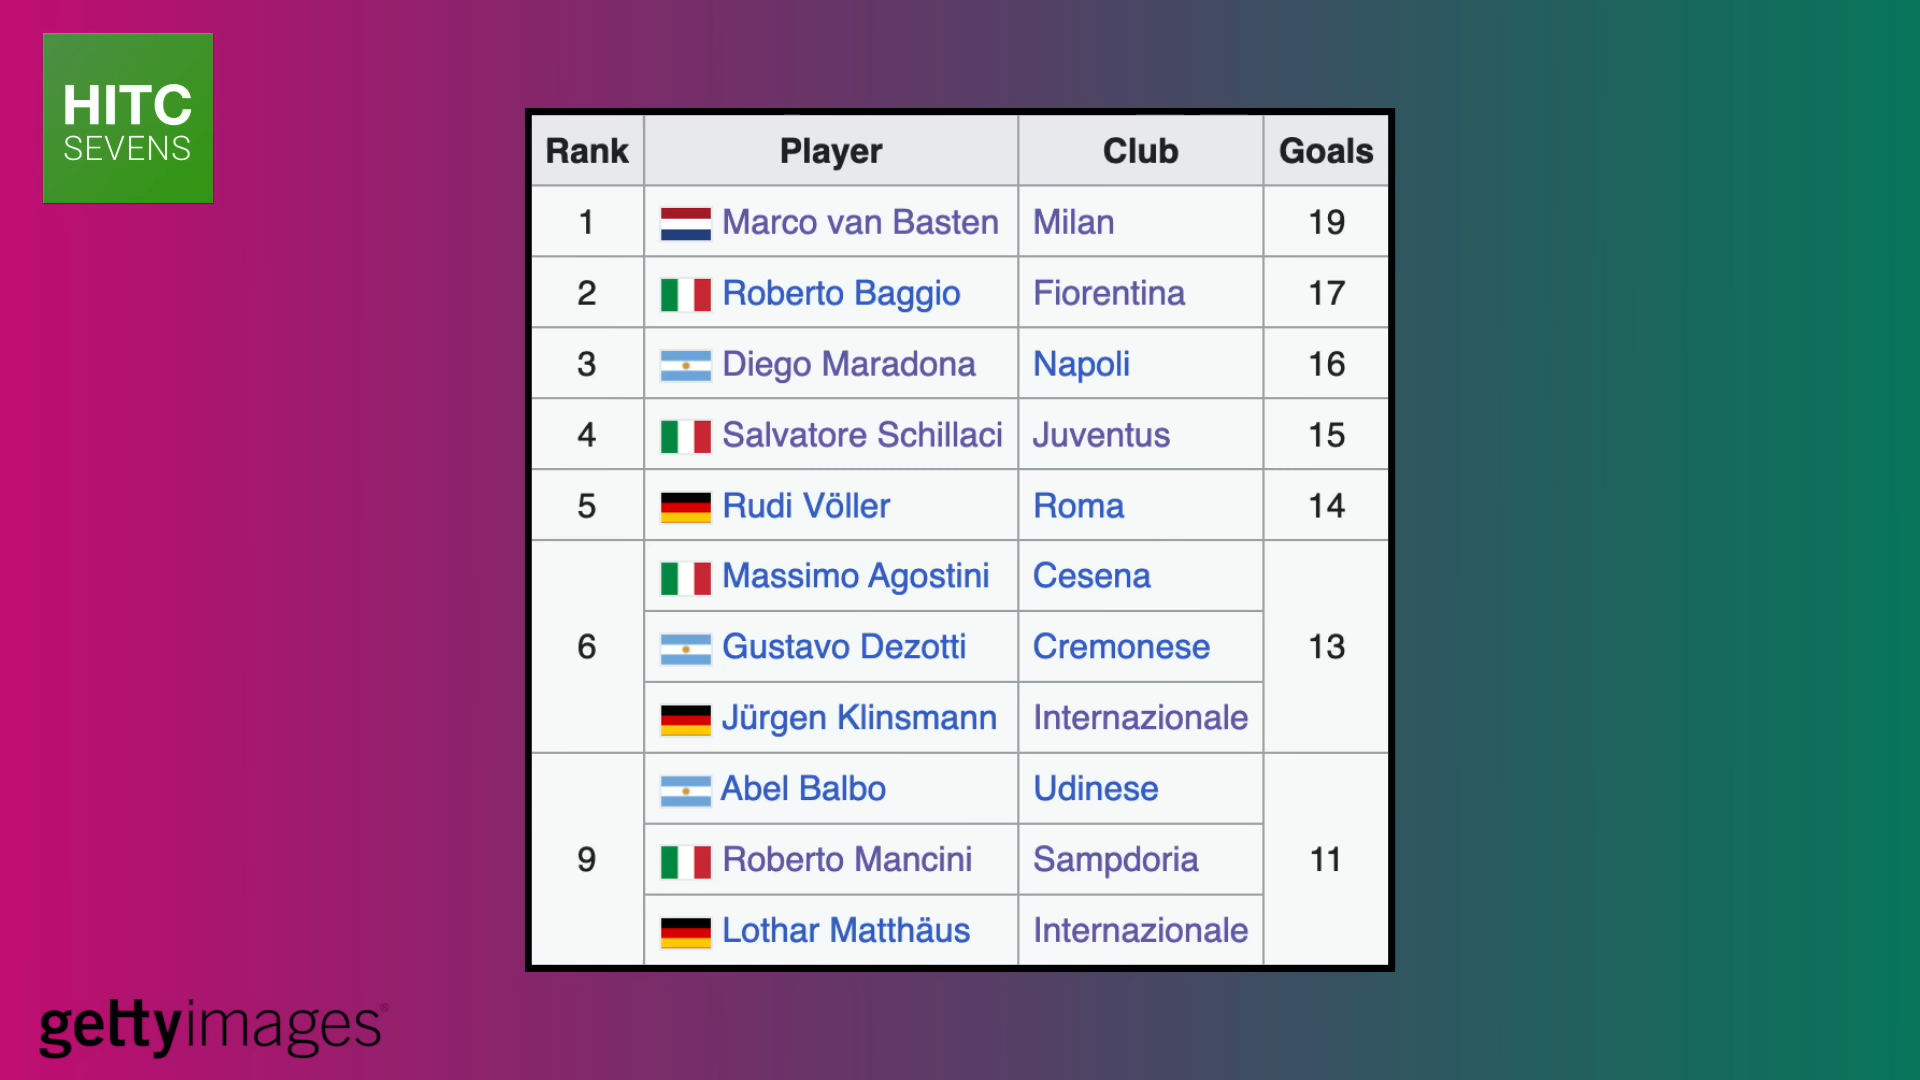 HITC
SEVENS
Rank Player Club Goals
1 Marco van Basten Milan 19
2 Roberto Baggio Fiorentina 17
3 Diego Maradona Napoli 16
4 Salvatore Schillaci Juventus 15
5 Rudi Völler Roma 14
Massimo Agostini Cesena
6 Gustavo Dezotti Cremonese 13
Jürgen Klinsmann Internazionale
Abel Balbo Udinese
9 Roberto Mancini Sampdoria 11
Lothar Matthäus Internazionale
gettyimages®